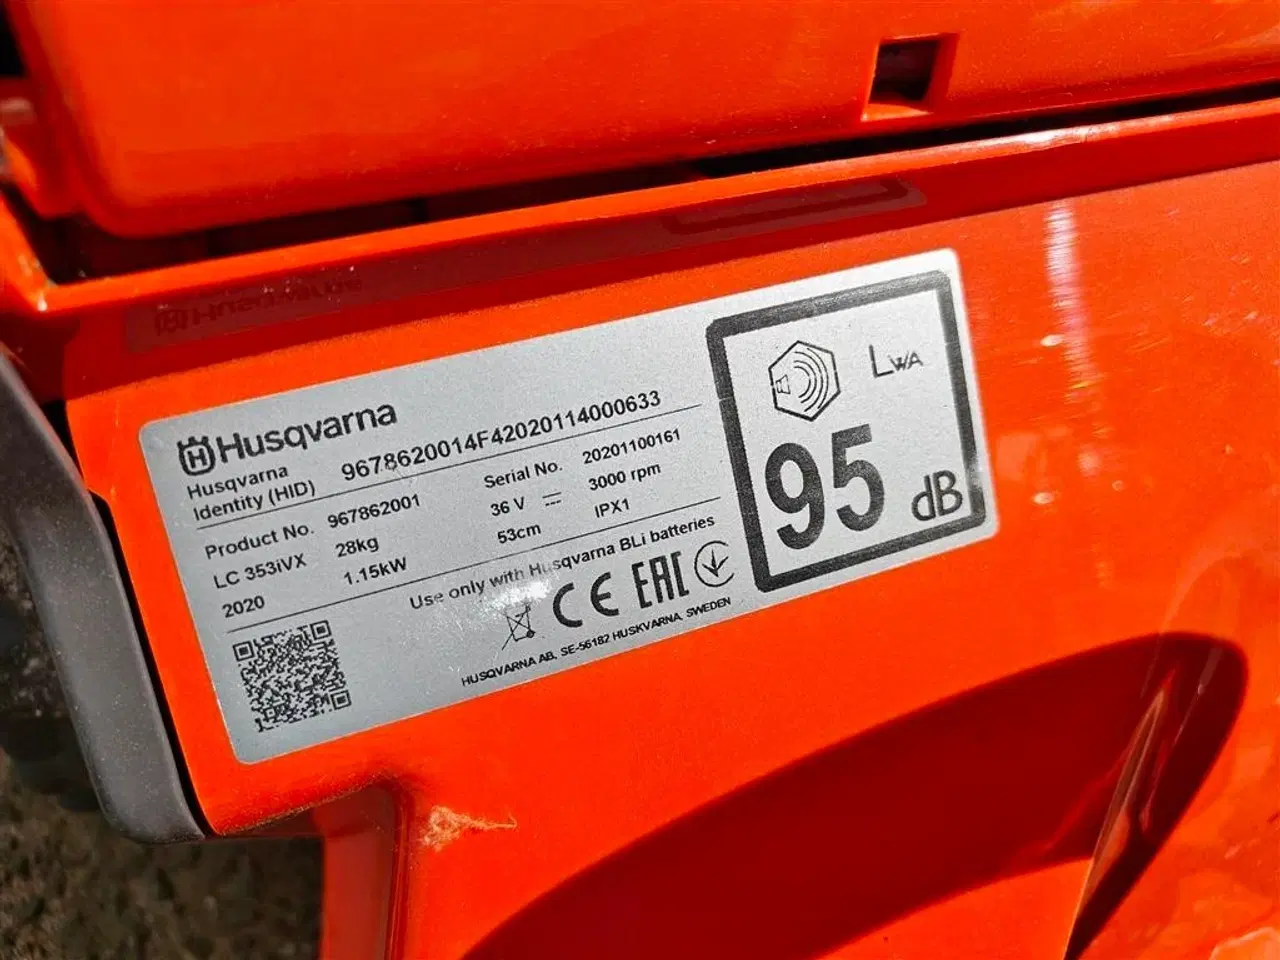 Husqvarna
Husqvarna Identity (HID) 9678620014F42020114000633
Product No. 967862001 Serial No. 20201100161
LC 353iVX 28kg 36 V 3000 rpm
2020 1.15kW 53cm IPX1
Use only with Husqvarna BLi batteries
CE EAC
HUSQVARNA AB, SE-56182 HUSKVARNA, SWEDEN
LWA
95 dB